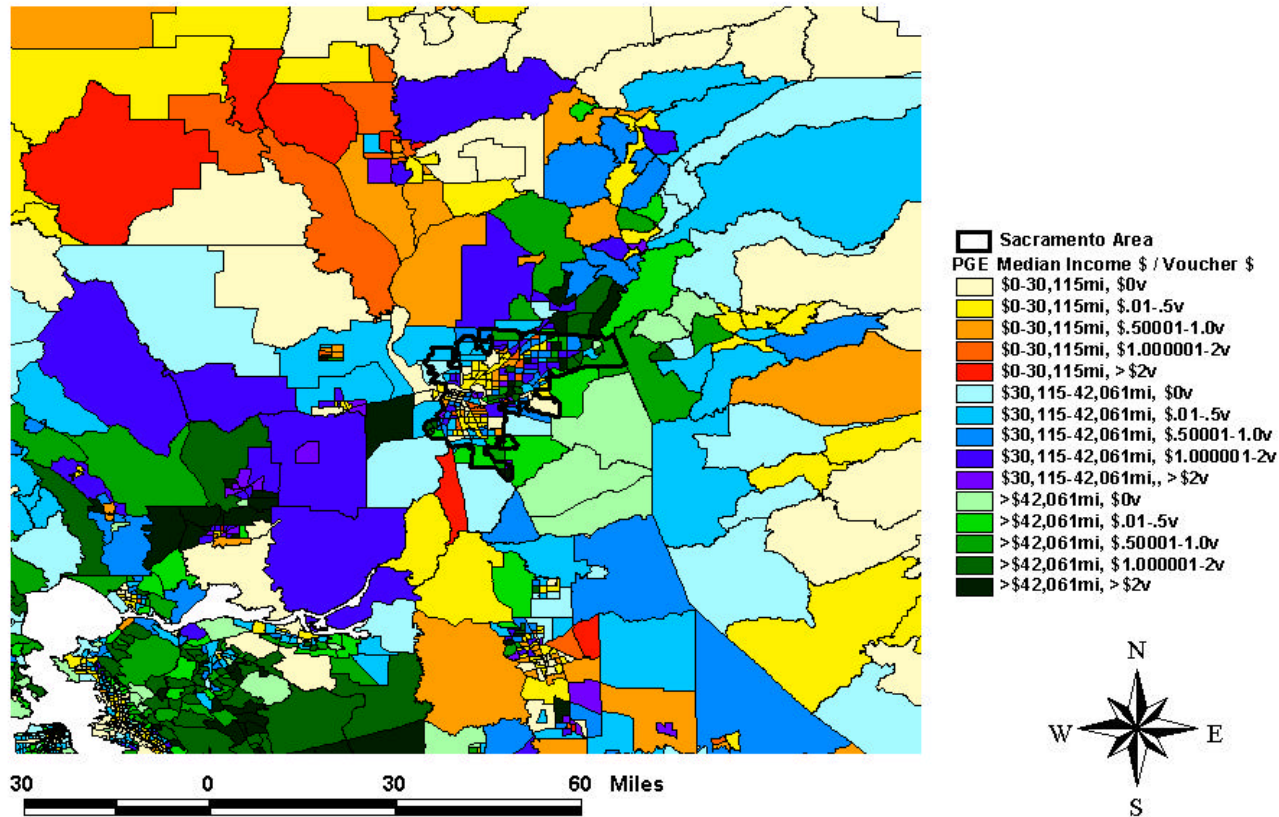 Sacramento Area
PGE Median Income $ / Voucher $
$0-30,115mi, $0v
$0-30,115mi, $.01-.5v
$0-30,115mi, $.50001-1.0v
$0-30,115mi, $1.000001-2v
$0-30,115mi, >$2v
$30,115-42,061mi, $0v
$30,115-42,061mi, $.01-.5v
$30,115-42,061mi, $.50001-1.0v
$30,115-42,061mi, $1.000001-2v
$30,115-42,061mi,, >$2v
>$42,061mi, $0v
>$42,061mi, $.01-.5v
>$42,061mi, $.50001-1.0v
>$42,061mi, $1.000001-2v
>$42,061mi, >$2v
N
W E
S
30 0 30 60 Miles